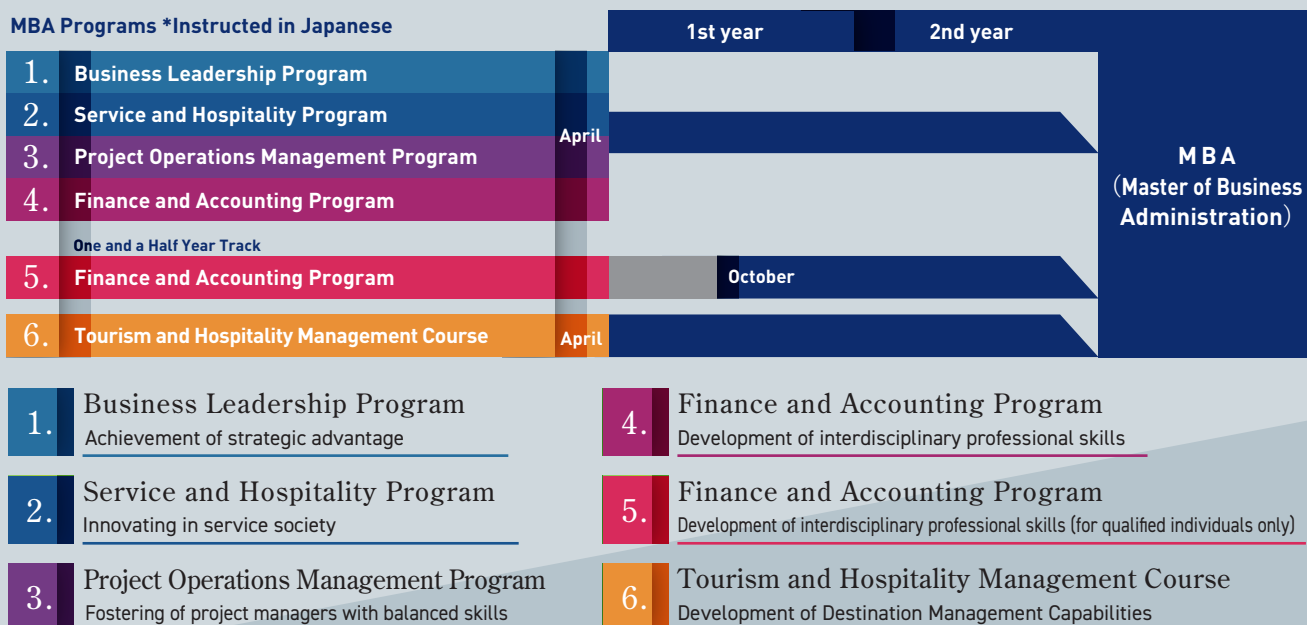 MBA Programs *Instructed in Japanese
1st year
2nd year
1. Business Leadership Program
2. Service and Hospitality Program
3. Project Operations Management Program
4. Finance and Accounting Program
April
One and a Half Year Track
5. Finance and Accounting Program
October
6. Tourism and Hospitality Management Course
April
MBA
（Master of Business
Administration）
1. Business Leadership Program
Achievement of strategic advantage
2. Service and Hospitality Program
Innovating in service society
3. Project Operations Management Program
Fostering of project managers with balanced skills
4. Finance and Accounting Program
Development of interdisciplinary professional skills
5. Finance and Accounting Program
Development of interdisciplinary professional skills (for qualified individuals only)
6. Tourism and Hospitality Management Course
Development of Destination Management Capabilities